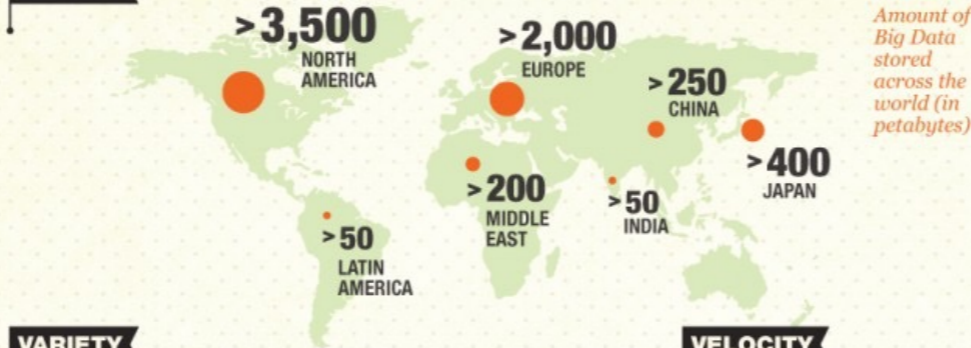 >3,500
NORTH
AMERICA
>2,000
EUROPE
>250
CHINA
>400
JAPAN
>200
MIDDLE
EAST
>50
INDIA
>50
LATIN
AMERICA
Amount of
Big Data
stored
across the
world (in
petabytes)
VARIETY
VELOCITY